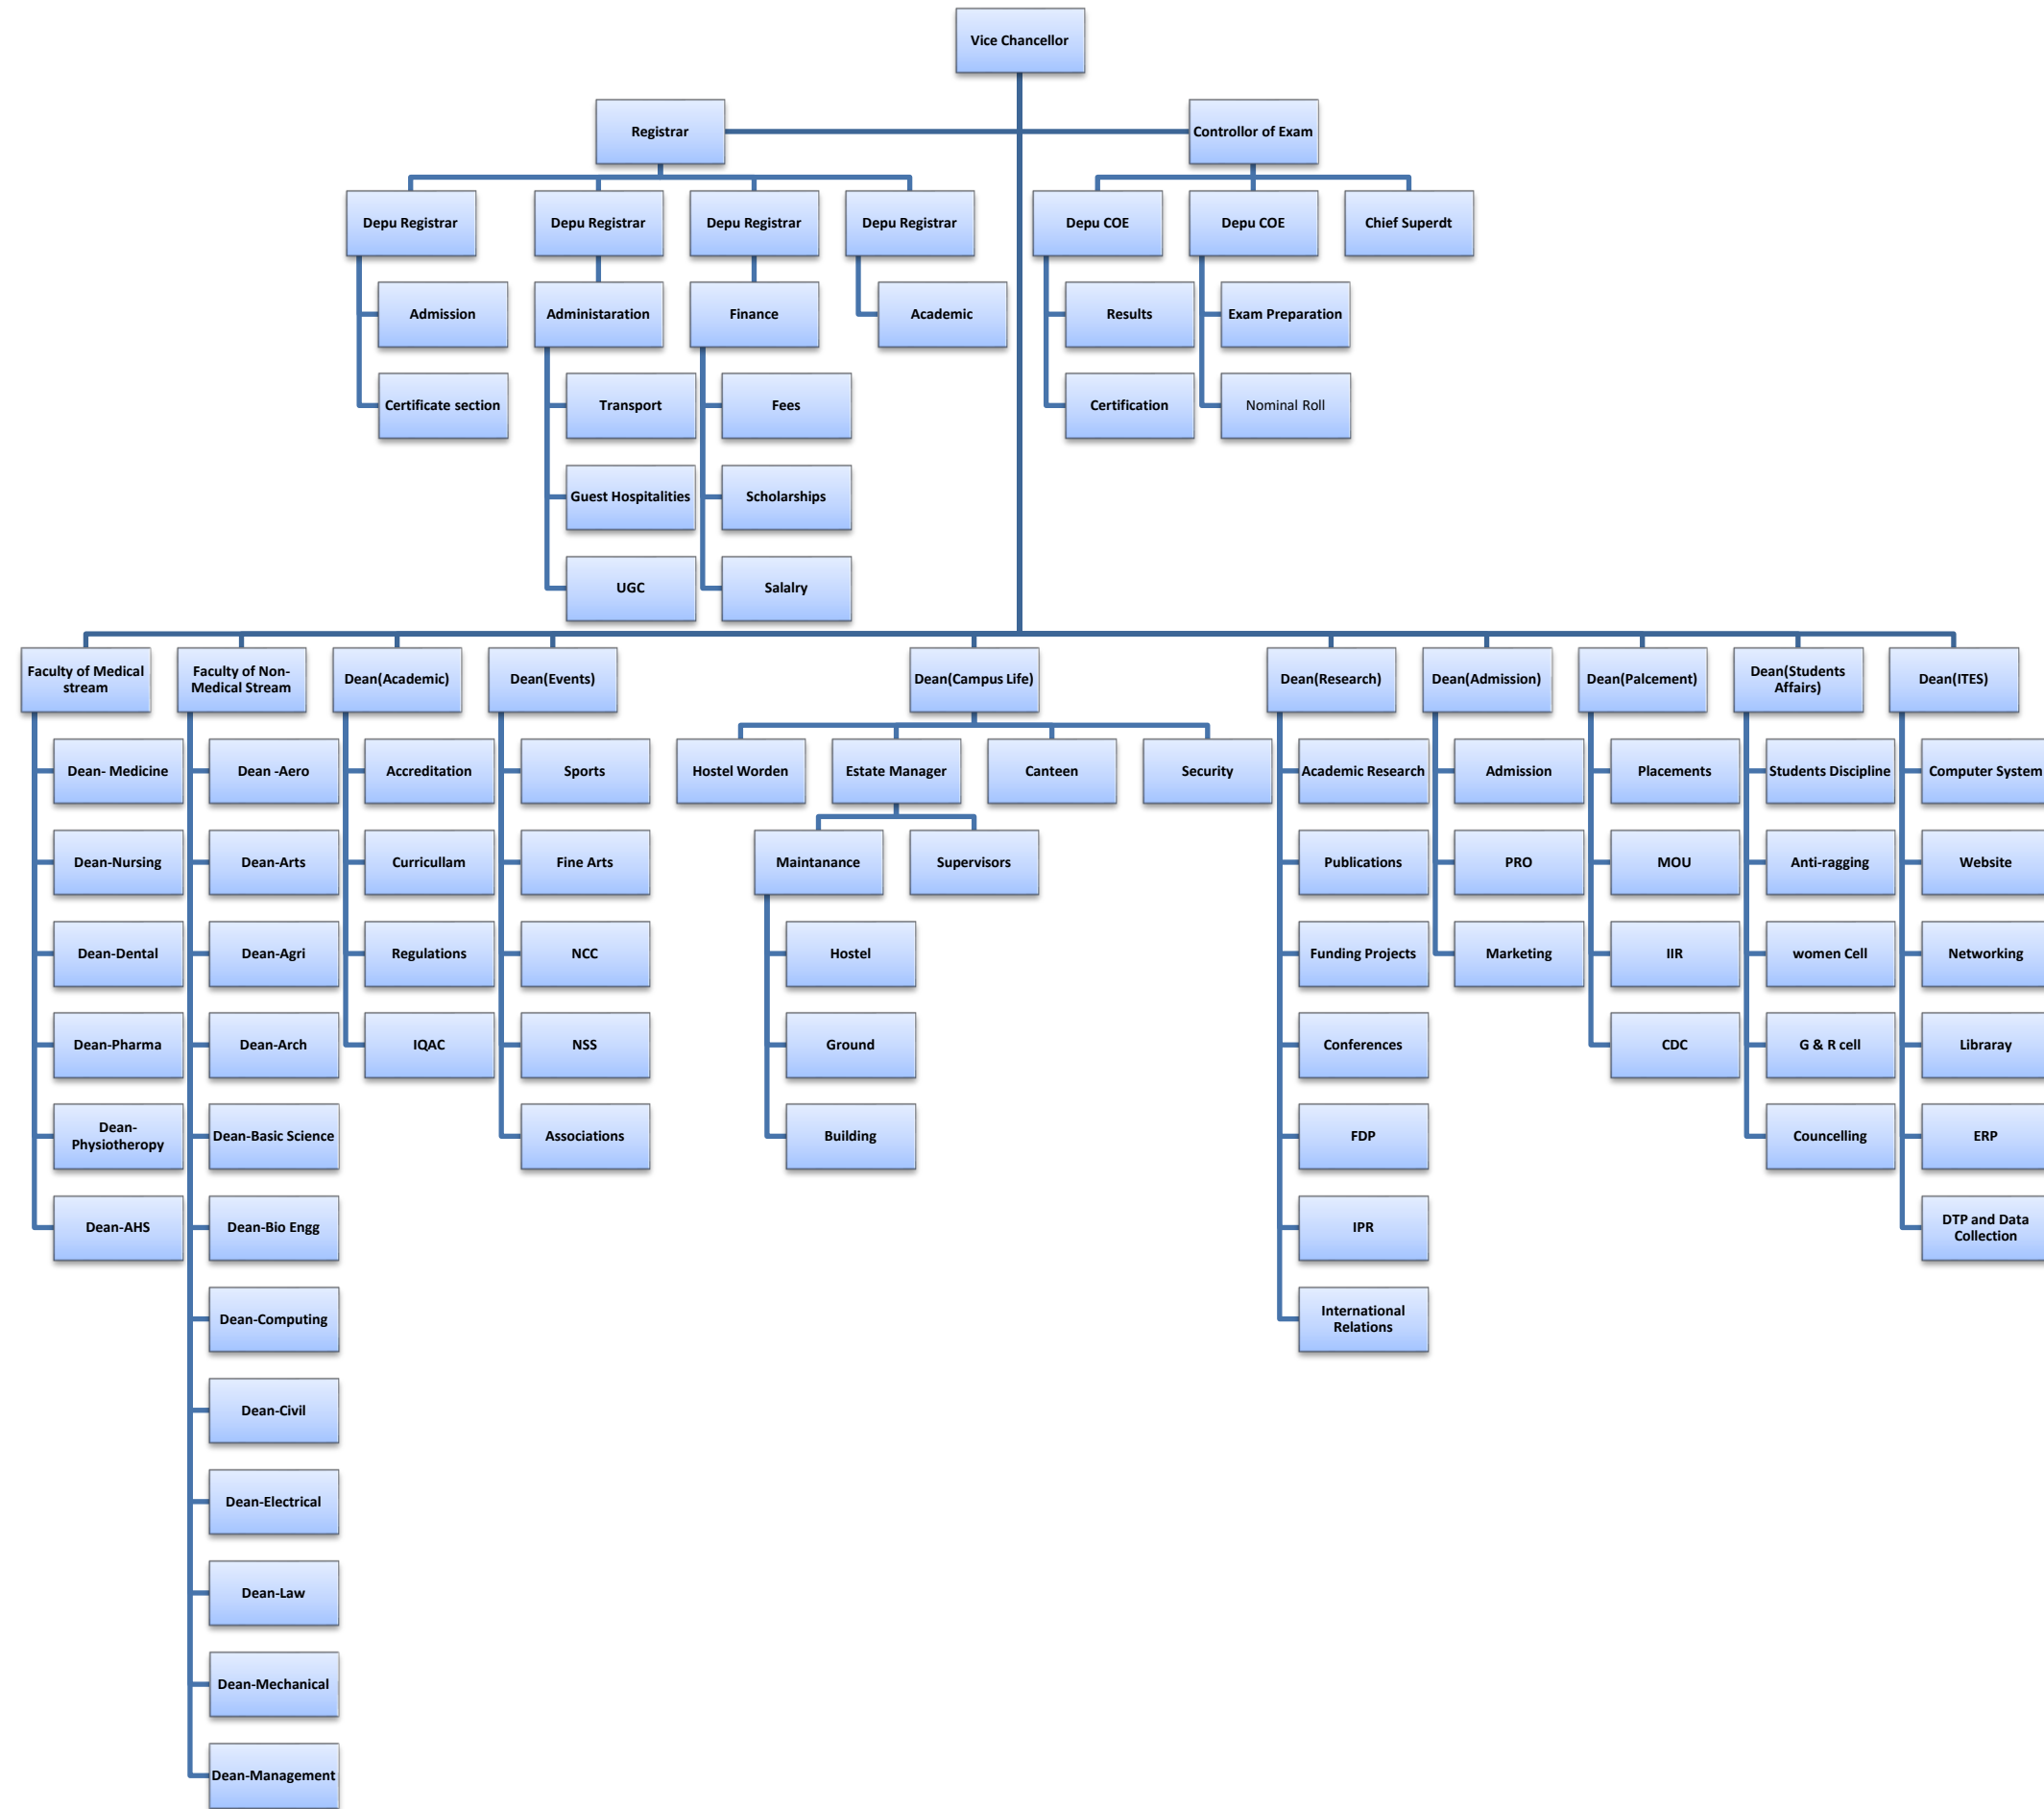 Vice Chancellor
Registrar
Controllor of Exam
Depu Registrar
Depu Registrar
Depu Registrar
Depu Registrar
Depu COE
Depu COE
Chief Superdt
Admission
Administaration
Finance
Academic
Results
Exam Preparation
Certificate section
Transport
Fees
Certification
Nominal Roll
Guest Hospitalities
Scholarships
UGC
Salalry
Faculty of Medical
stream
Faculty of Non-
Medical Stream
Dean(Academic)
Dean(Events)
Dean(Campus Life)
Dean(Research)
Dean(Admission)
Dean(Palcement)
Dean(Students
Affairs)
Dean(ITES)
Dean- Medicine
Dean -Aero
Accreditation
Sports
Hostel Worden
Estate Manager
Canteen
Security
Academic Research
Admission
Placements
Students Discipline
Computer System
Dean-Nursing
Dean-Arts
Curricullam
Fine Arts
Maintanance
Supervisors
Publications
PRO
MOU
Anti-ragging
Website
Dean-Dental
Dean-Agri
Regulations
NCC
Hostel
Funding Projects
Marketing
IIR
women Cell
Networking
Dean-Pharma
Dean-Arch
IQAC
NSS
Ground
Conferences
CDC
G & R cell
Libraray
Dean-
Physiotheropy
Dean-Basic Science
Associations
Building
FDP
Councelling
ERP
Dean-AHS
Dean-Bio Engg
IPR
DTP and Data
Collection
Dean-Computing
International
Relations
Dean-Civil
Dean-Electrical
Dean-Law
Dean-Mechanical
Dean-Management